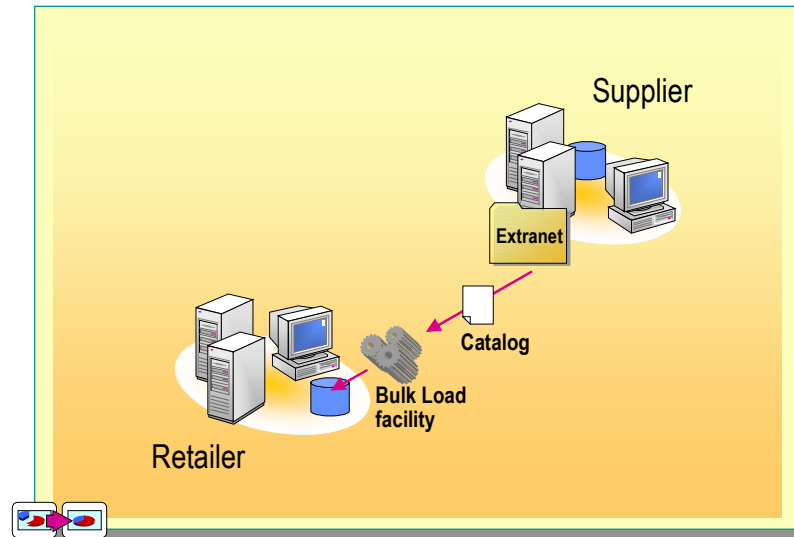 Supplier
Extranet
Catalog
Bulk Load
facility
Retailer